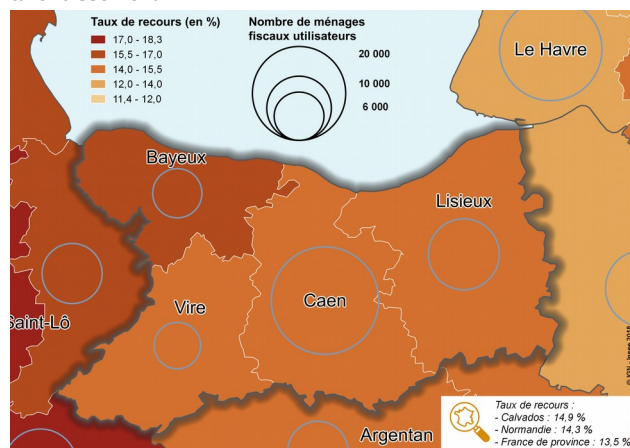 Taux de recours (en %)
17,0 - 18,3
15,5 - 17,0
14,0 - 15,5
12,0 - 14,0
11,4 - 12,0
Nombre de ménages
fiscaux utilisateurs
20 000
10 000
6 000
Le Havre
Bayeux
Lisieux
Caen
Vire
Saint-Lô
Argentan
Taux de recours :
- Calvados : 14,9 %
- Normandie : 14,3 %
- France de province : 13,5 %